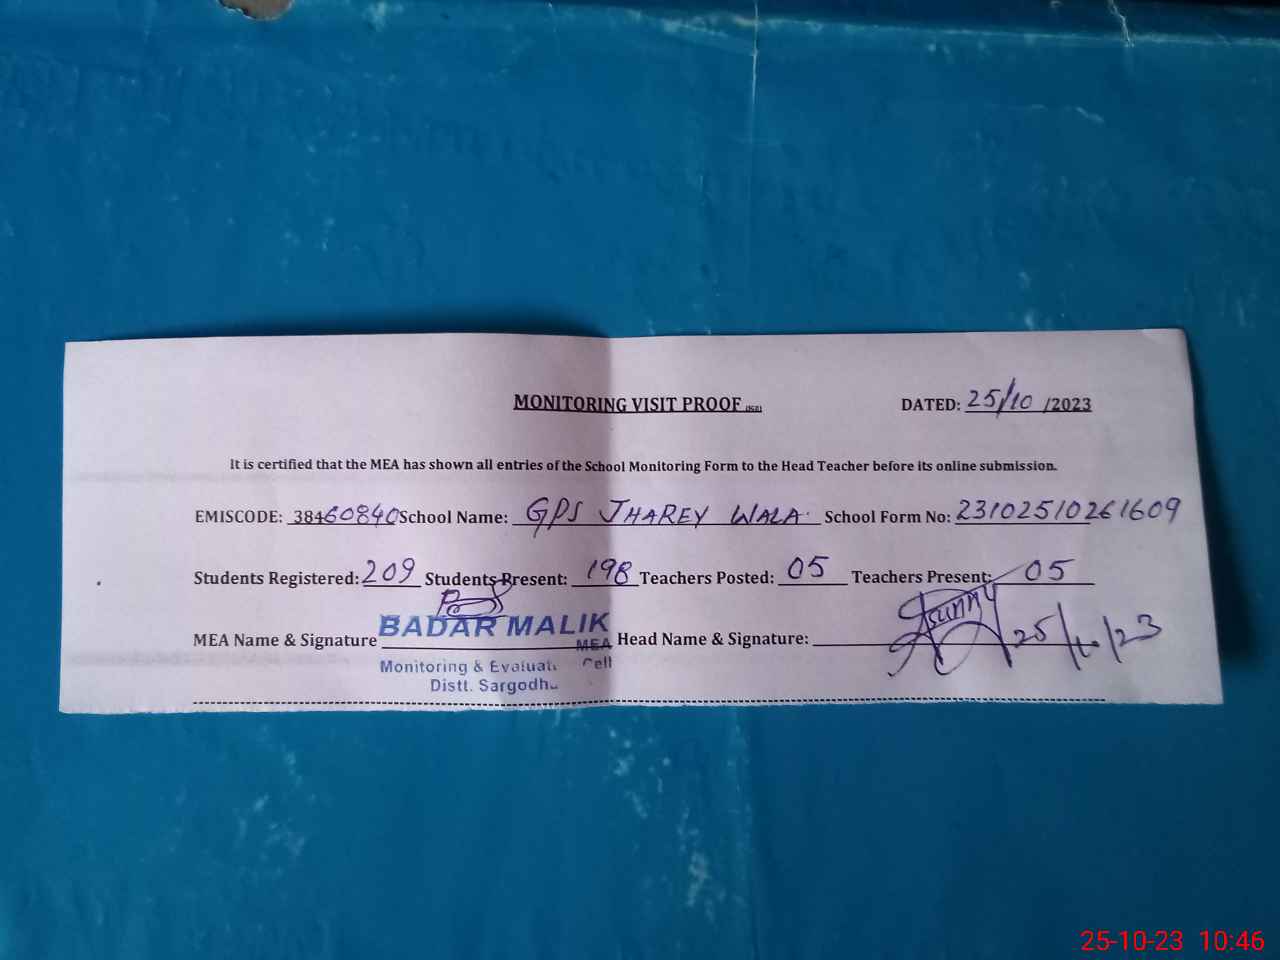 MONITORING VISIT PROOF DATED: 25/10 /2023
It is certified that the MEA has shown all entries of the School Monitoring Form to the Head Teacher before its online submission.
EMISCODE: 38460840 School Name: GPS JHAREY WALA School Form No: 23102510261609
Students Registered: 209 Students Present: 198 Teachers Posted: 05 Teachers Present: 05
MEA Name & Signature BADAR MALIK Head Name & Signature: 25/10/23
MEA
Monitoring & Evaluati Cell
Distt. Sargodha
25-10-23 10:46